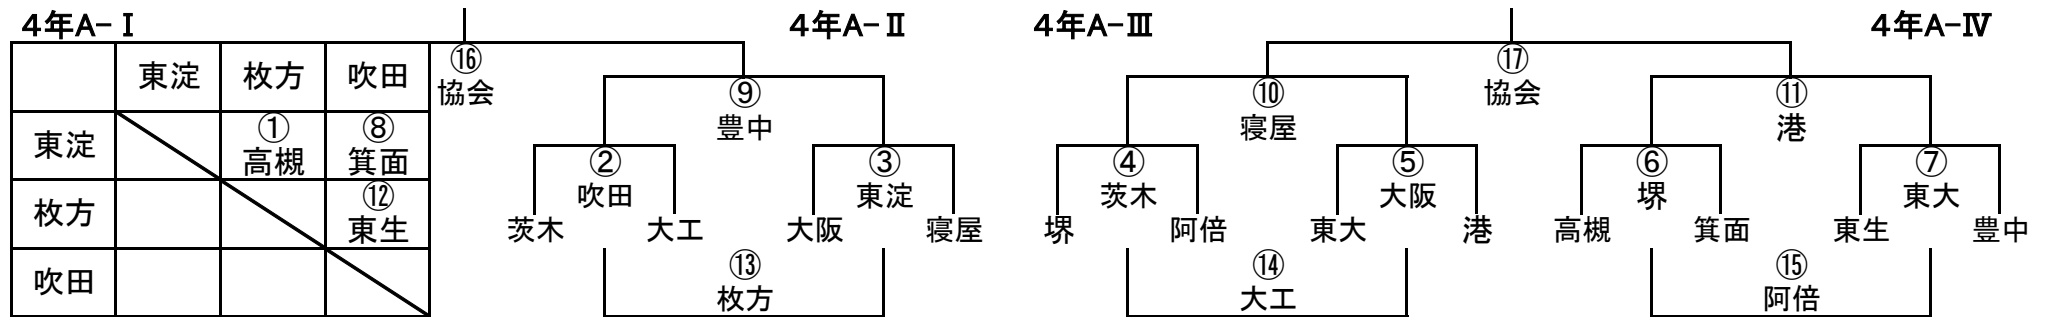 ４年A-Ⅰ
４年A-Ⅱ
４年A-Ⅲ
４年A-Ⅳ
東淀 枚方 吹田
東淀 ① ⑧
高槻 箕面
枚方 ⑫
東生
吹田
⑯
協会
⑨
豊中
② ③
吹田 東淀
茨木 大工 大阪 寝屋
⑬
枚方
⑰
協会
⑩ ⑪
寝屋 港
④ ⑤ ⑥ ⑦
茨木 大阪 堺 東大
堺 阿倍 東大 港 高槻 箕面 東生 豊中
⑭ ⑮
大工 阿倍